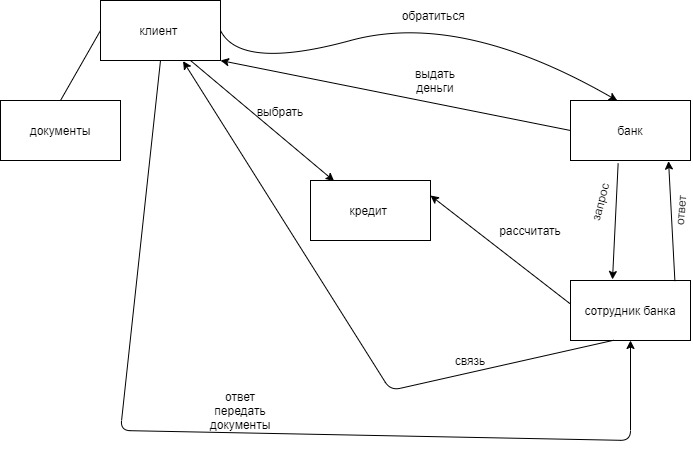 обратиться
клиент
выдать
деньги
выбрать
документы
банк
запрос
ответ
кредит
рассчитать
сотрудник банка
связь
ответ
передать
документы